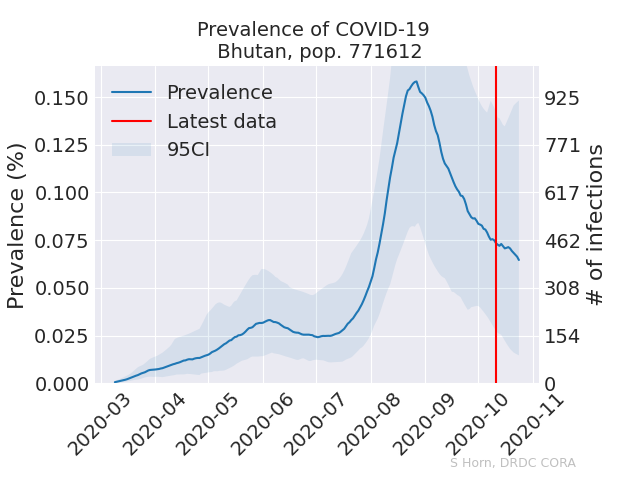 Prevalence of COVID-19
Bhutan, pop. 771612
Prevalence
Latest data
95CI
Prevalence (%)
0.150
0.125
0.100
0.075
0.050
0.025
0.000
925
771
617
462
308
154
0
# of infections
2020-03
2020-04
2020-05
2020-06
2020-07
2020-08
2020-09
2020-10
2020-11
S Horn, DRDC CORA